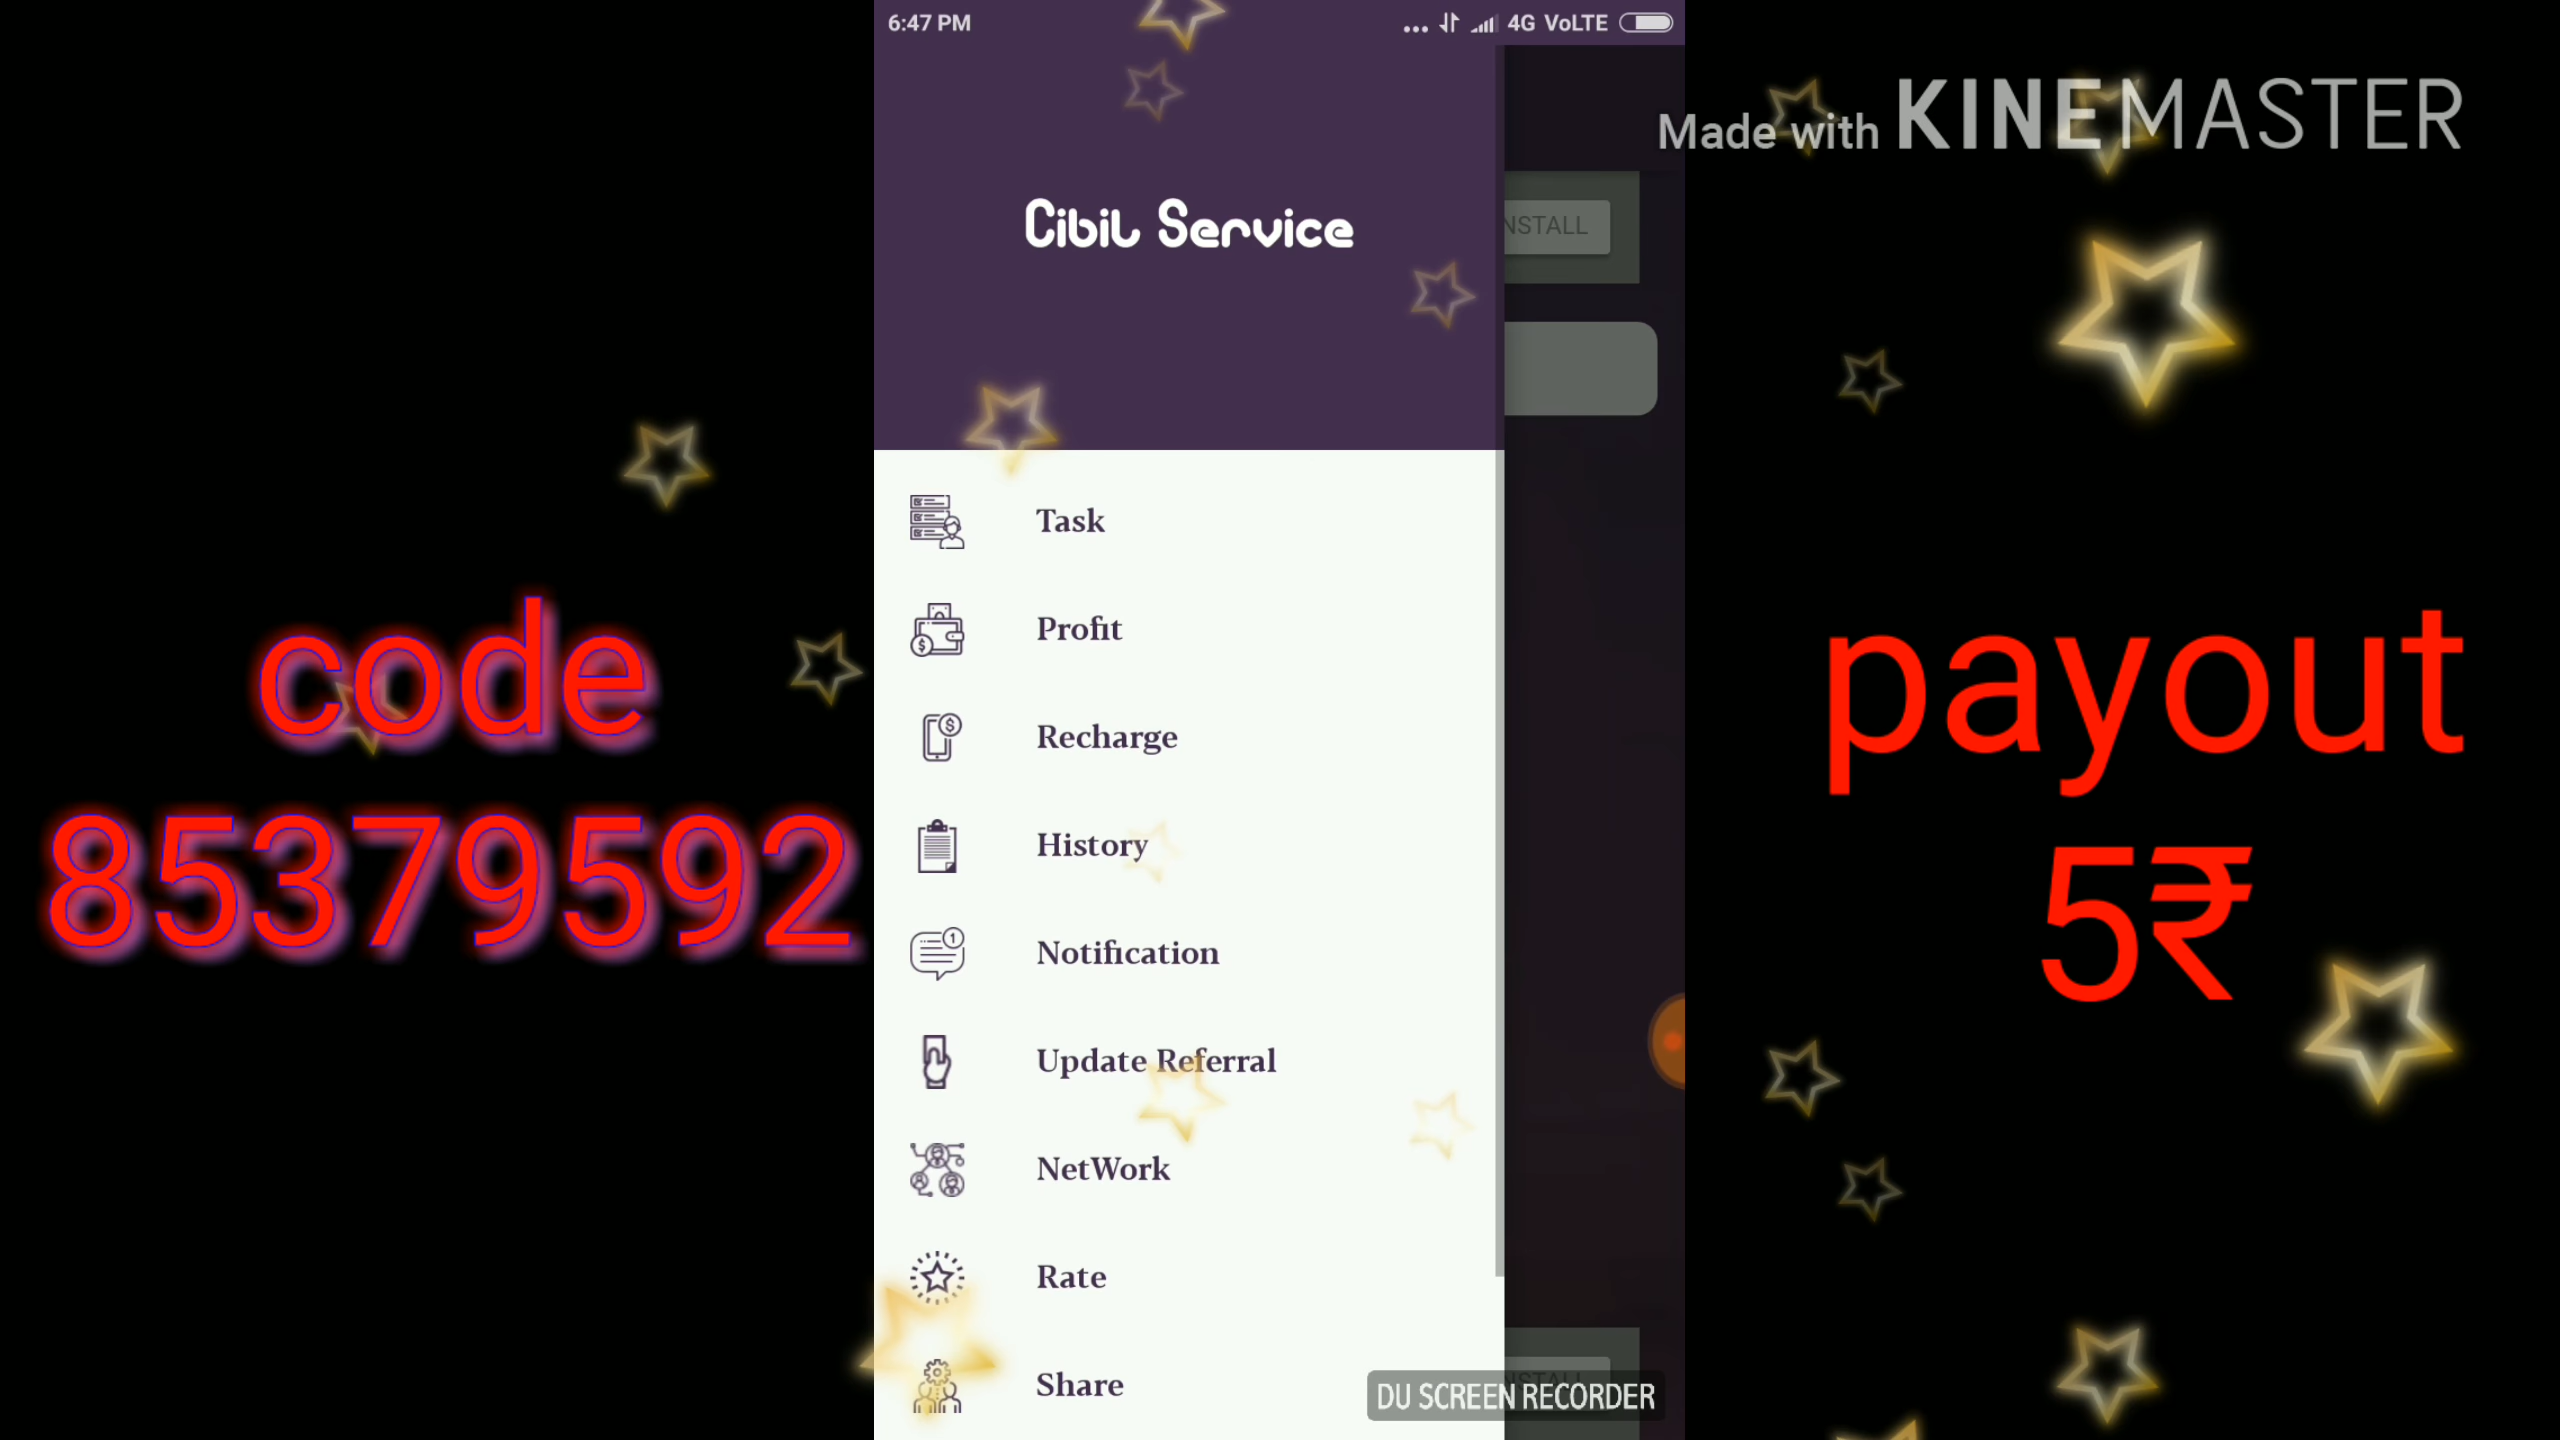 6:47 PM
4G VoLTE
Made with KINEMASTER
Cibil Service
NSTALL
Task
Profit
Recharge
History
Notification
Update Referral
NetWork
Rate
Share
code
85379592
payout
5₹
DU SCREEN RECORDER